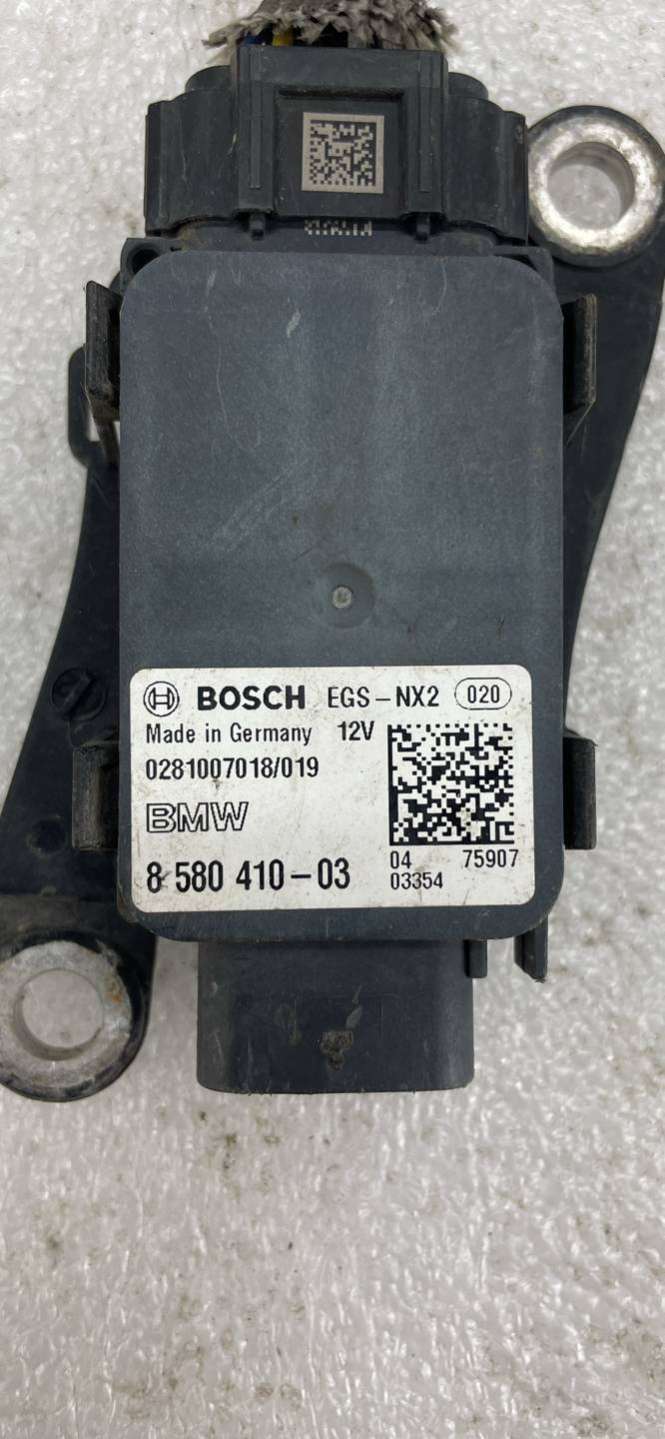 BOSCH EGS-NX2 020
Made in Germany 12V
0281007018/019
BMW
8 580 410-03
04 75907
03354